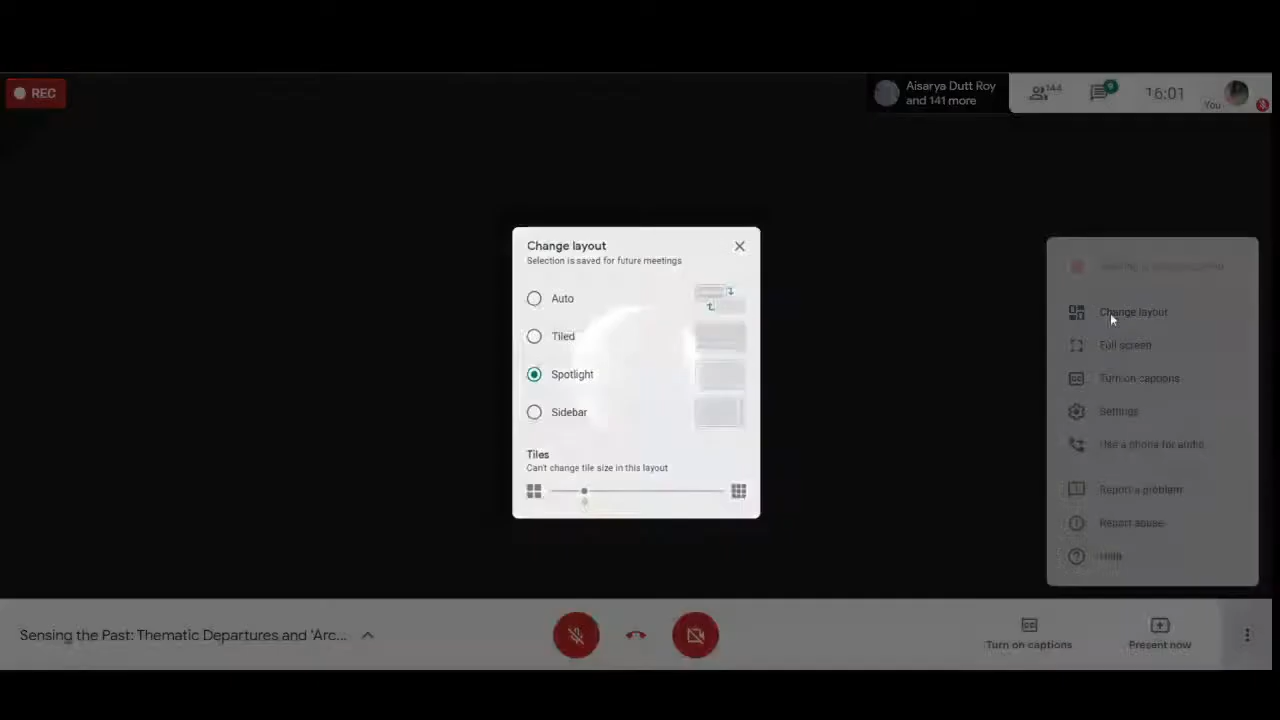 REC
Aisarya Dutt Roy
and 141 more
144
9
16:01
You
Change layout
Selection is saved for future meetings
Auto
Tiled
Spotlight
Sidebar
Tiles
Can't change tile size in this layout
Change layout
Full screen
Turn on captions
Settings
Use a phone for audio
Report a problem
Report abuse
Help
Sensing the Past: Thematic Departures and 'Arc...
Turn on captions
Present now